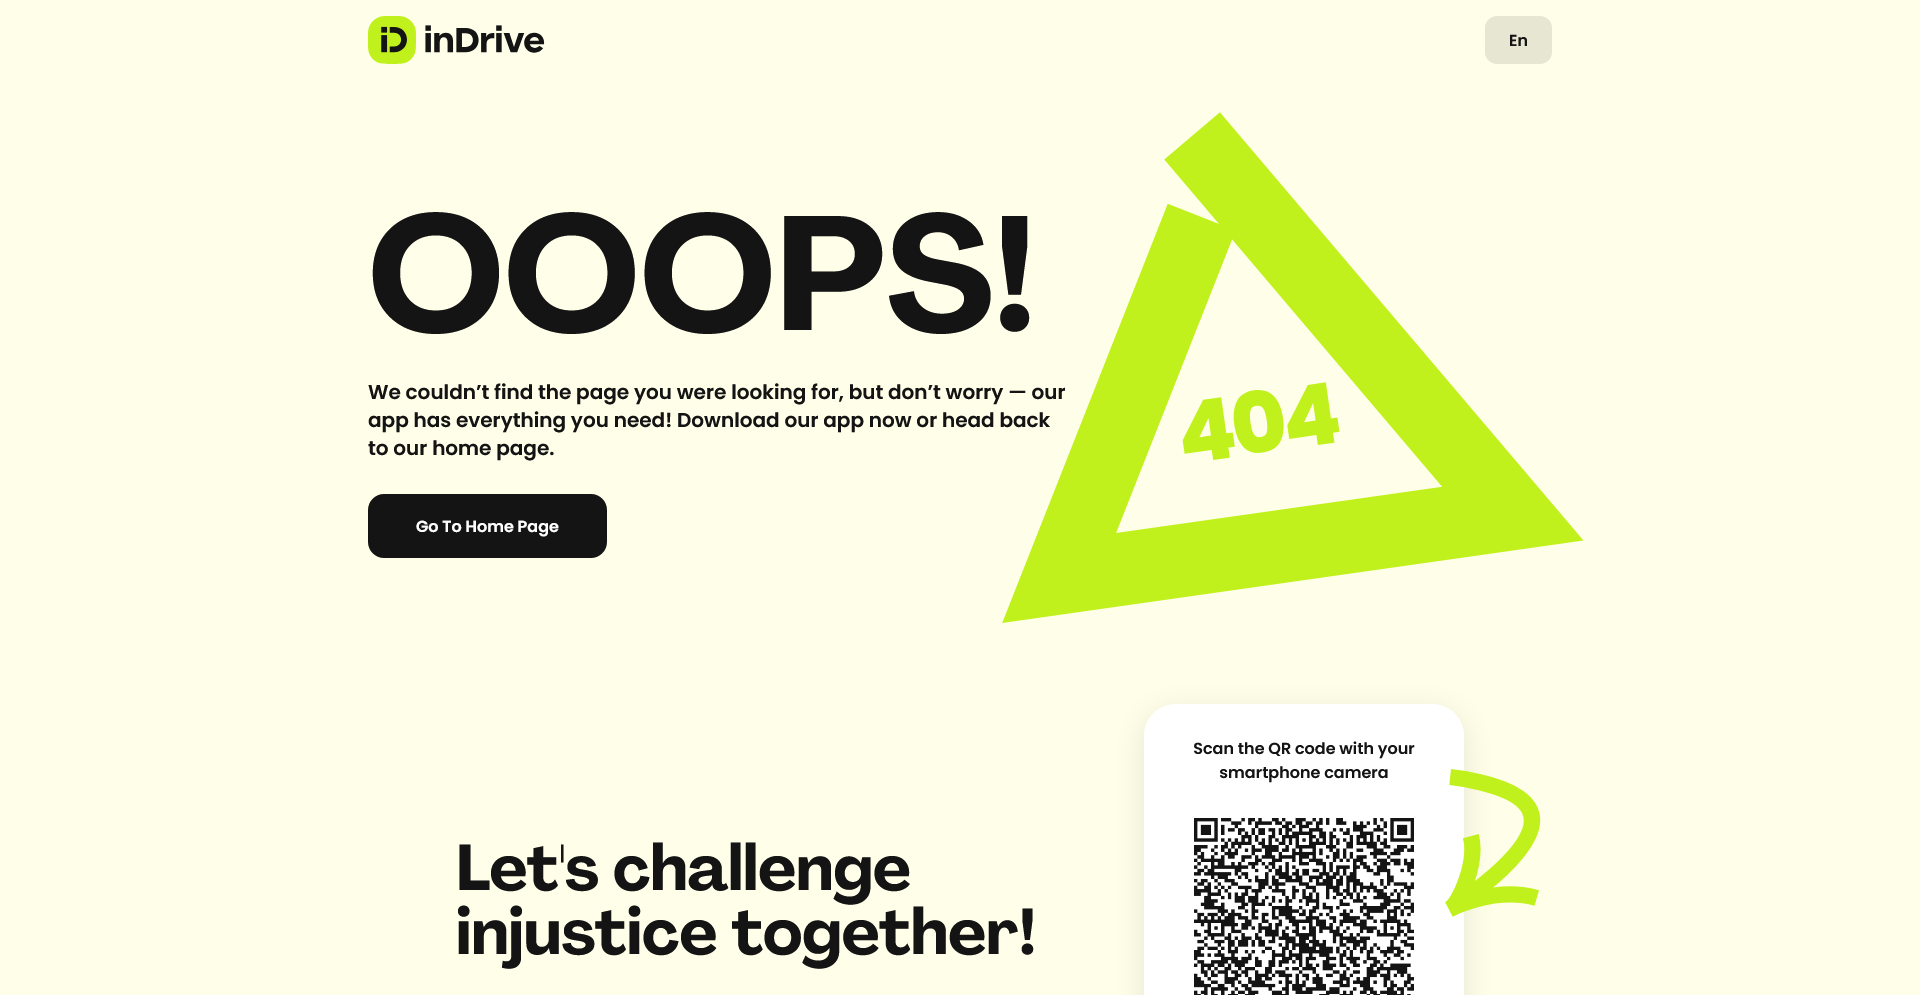 inDrive
En
OOOPS!
We couldn’t find the page you were looking for, but don’t worry — our
app has everything you need! Download our app now or head back
to our home page.
404
Go To Home Page
Scan the QR code with your
smartphone camera
Let's challenge
injustice together!